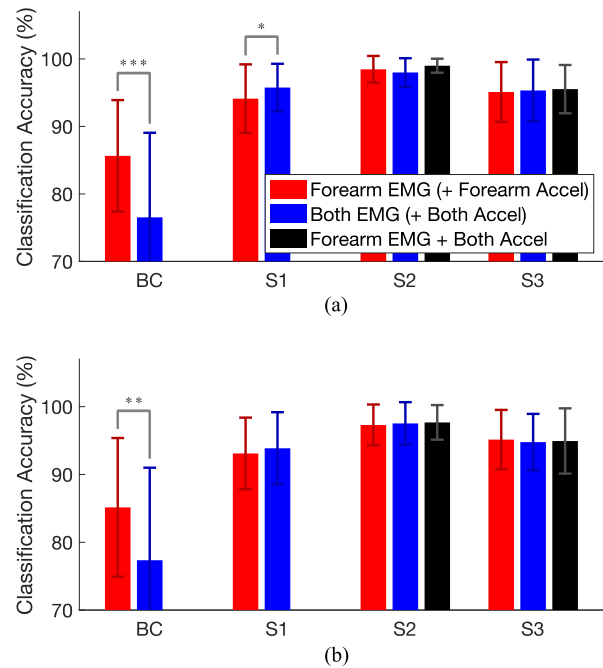 (a)
Classification Accuracy (%)
100
90
80
70
***
*
Forearm EMG (+ Forearm Accel)
Both EMG (+ Both Accel)
Forearm EMG + Both Accel
BC S1 S2 S3
(b)
Classification Accuracy (%)
100
90
80
70
**
BC S1 S2 S3